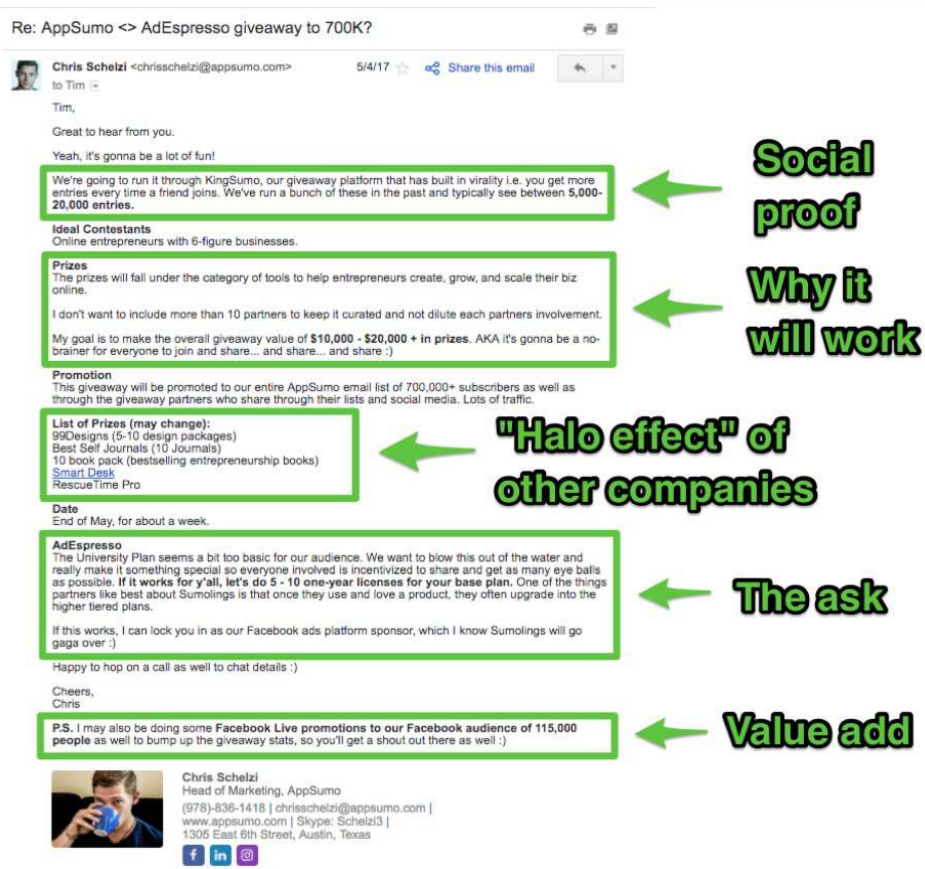 Re: AppSumo <> AdEspresso giveaway to 700K?
Chris Schelzi <chrisschelzi@appsumo.com>
5/4/17
Share this email
to Tim
Tim,
Great to hear from you.
Yeah, it's gonna be a lot of fun!
We're going to run it through KingSumo, our giveaway platform that has built in virality i.e. you get more
entries every time a friend joins. We've run a bunch of these in the past and typically see between 5,000-
20,000 entries.
Social
proof
Ideal Contestants
Online entrepreneurs with 6-figure businesses.
Prizes
The prizes will fall under the category of tools to help entrepreneurs create, grow, and scale their biz
online.
I don't want to include more than 10 partners to keep it curated and not dilute each partners involvement.
My goal is to make the overall giveaway value of $10,000 - $20,000 + in prizes. AKA it's gonna be a no-
brainer for everyone to join and share... and share... and share :)
Why it
will work
Promotion
This giveaway will be promoted to our entire AppSumo email list of 700,000+ subscribers as well as
through the giveaway partners who share through their lists and social media. Lots of traffic.
List of Prizes (may change):
99Designs (5-10 design packages)
Best Self Journals (10 Journals)
10 book pack (bestselling entrepreneurship books)
Smart Desk
RescueTime Pro
"Halo effect" of
other companies
Date
End of May, for about a week.
AdEspresso
The University Plan seems a bit too basic for our audience. We want to blow this out of the water and
really make it something special so everyone involved is incentivized to share and get as many eye balls
as possible. If it works for y'all, let's do 5 - 10 one-year licenses for your base plan. One of the things
partners like best about Sumolings is that once they use and love a product, they often upgrade into the
higher tiered plans.
If this works, I can lock you in as our Facebook ads platform sponsor, which I know Sumolings will go
gaga over :)
The ask
Happy to hop on a call as well to chat details :)
Cheers,
Chris
P.S. I may also be doing some Facebook Live promotions to our Facebook audience of 115,000
people as well to bump up the giveaway stats, so you'll get a shout out there as well :)
Value add
Chris Schelzi
Head of Marketing, AppSumo
(978)-836-1418 | chrisschelzi@appsumo.com |
www.appsumo.com | Skype: Schelzi3 |
1305 East 6th Street, Austin, Texas
f in